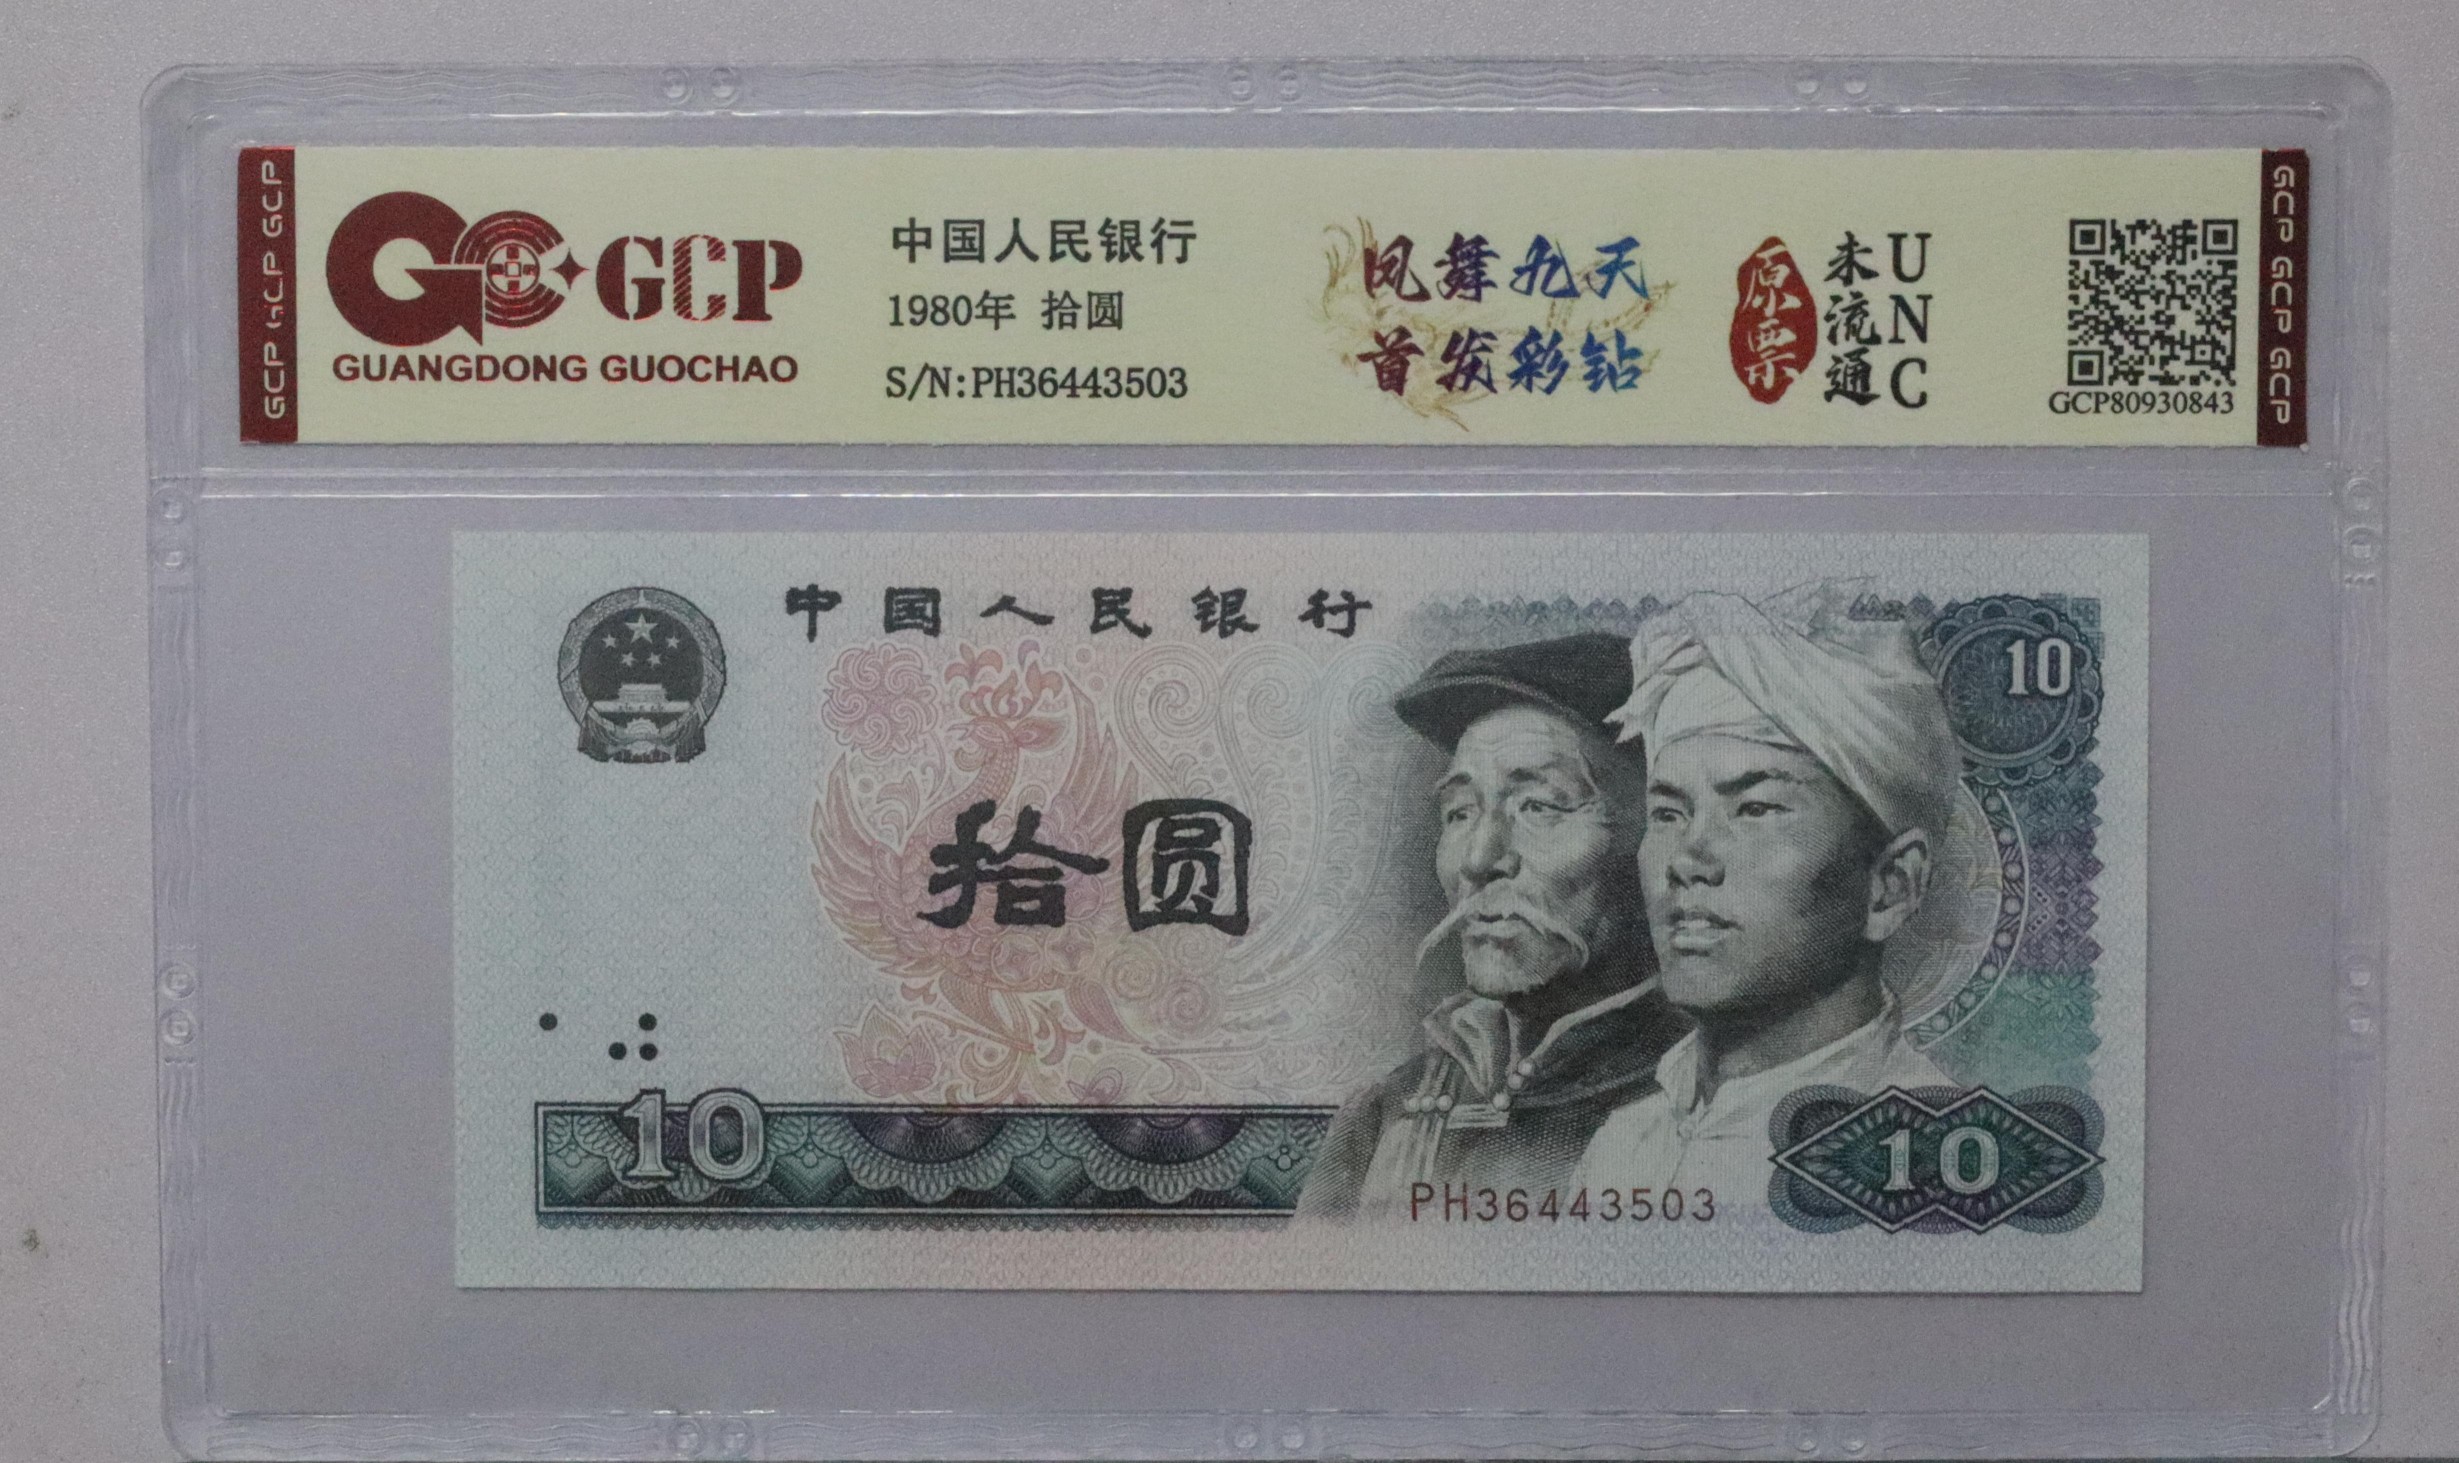 GCP GCP GCP
GCP
GUANGDONG GUOCHAO
中国人民银行
1980年 拾圆
S/N:PH36443503
凤舞九天
首发彩钻
原票
未流通
UNC
GCP80930843
GCP GCP GCP
中国人民银行
10
拾圆
10
PH36443503
10